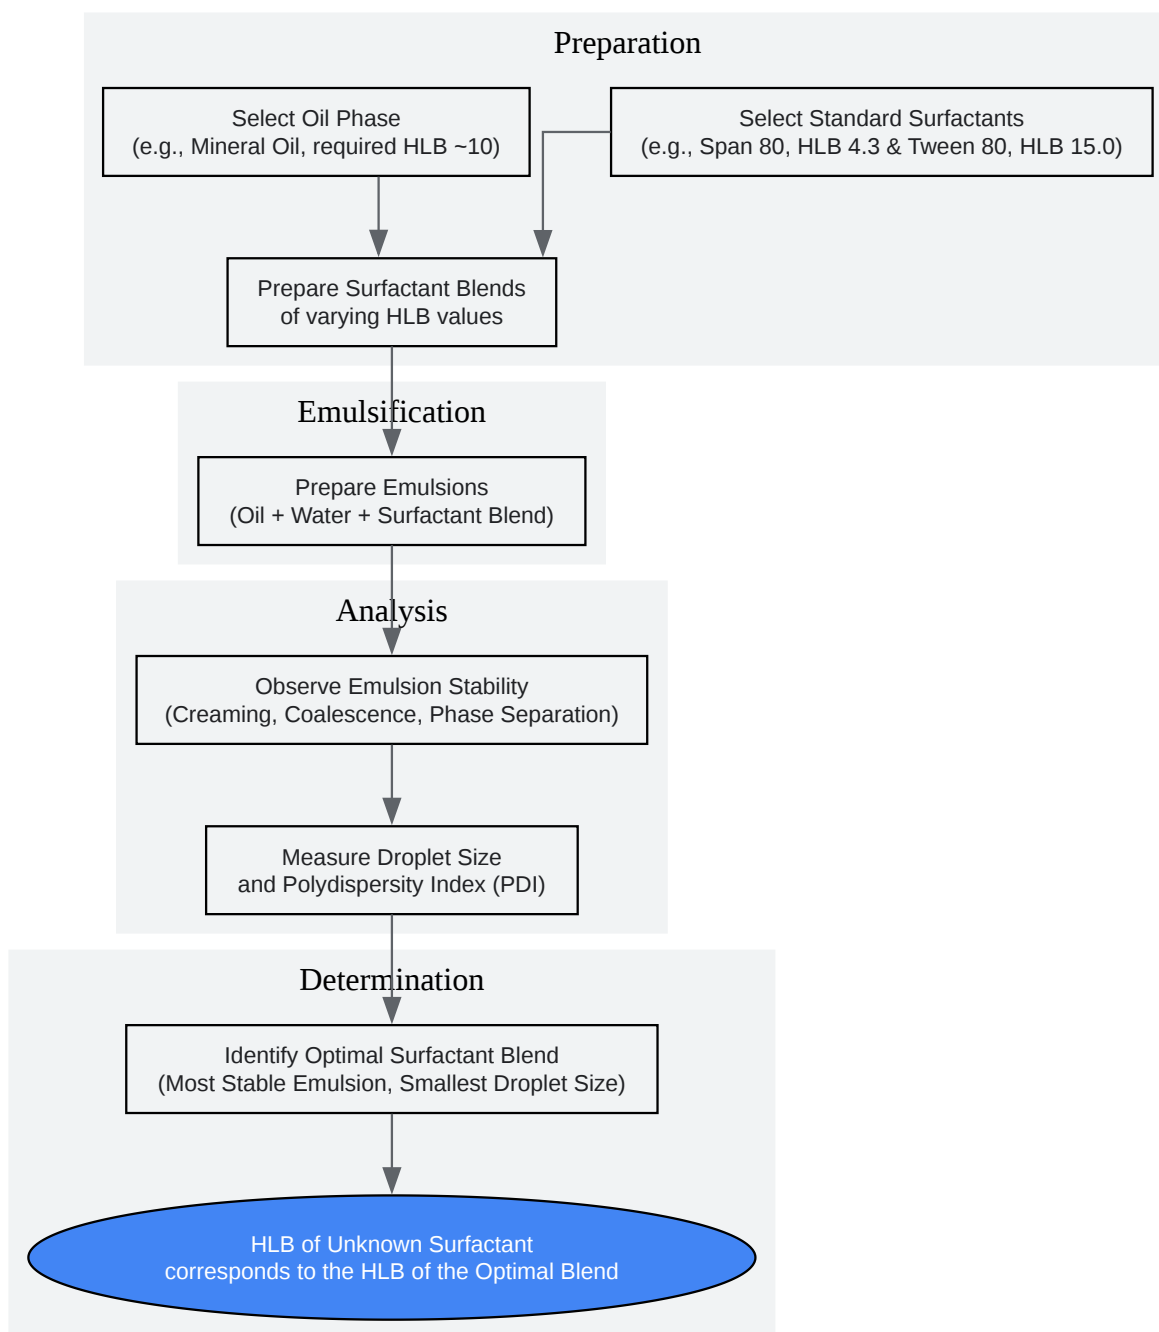 Preparation
Select Oil Phase
(e.g., Mineral Oil, required HLB ~10)
Select Standard Surfactants
(e.g., Span 80, HLB 4.3 & Tween 80, HLB 15.0)
Prepare Surfactant Blends
of varying HLB values
Emulsification
Prepare Emulsions
(Oil + Water + Surfactant Blend)
Analysis
Observe Emulsion Stability
(Creaming, Coalescence, Phase Separation)
Measure Droplet Size
and Polydispersity Index (PDI)
Determination
Identify Optimal Surfactant Blend
(Most Stable Emulsion, Smallest Droplet Size)
HLB of Unknown Surfactant
corresponds to the HLB of the Optimal Blend